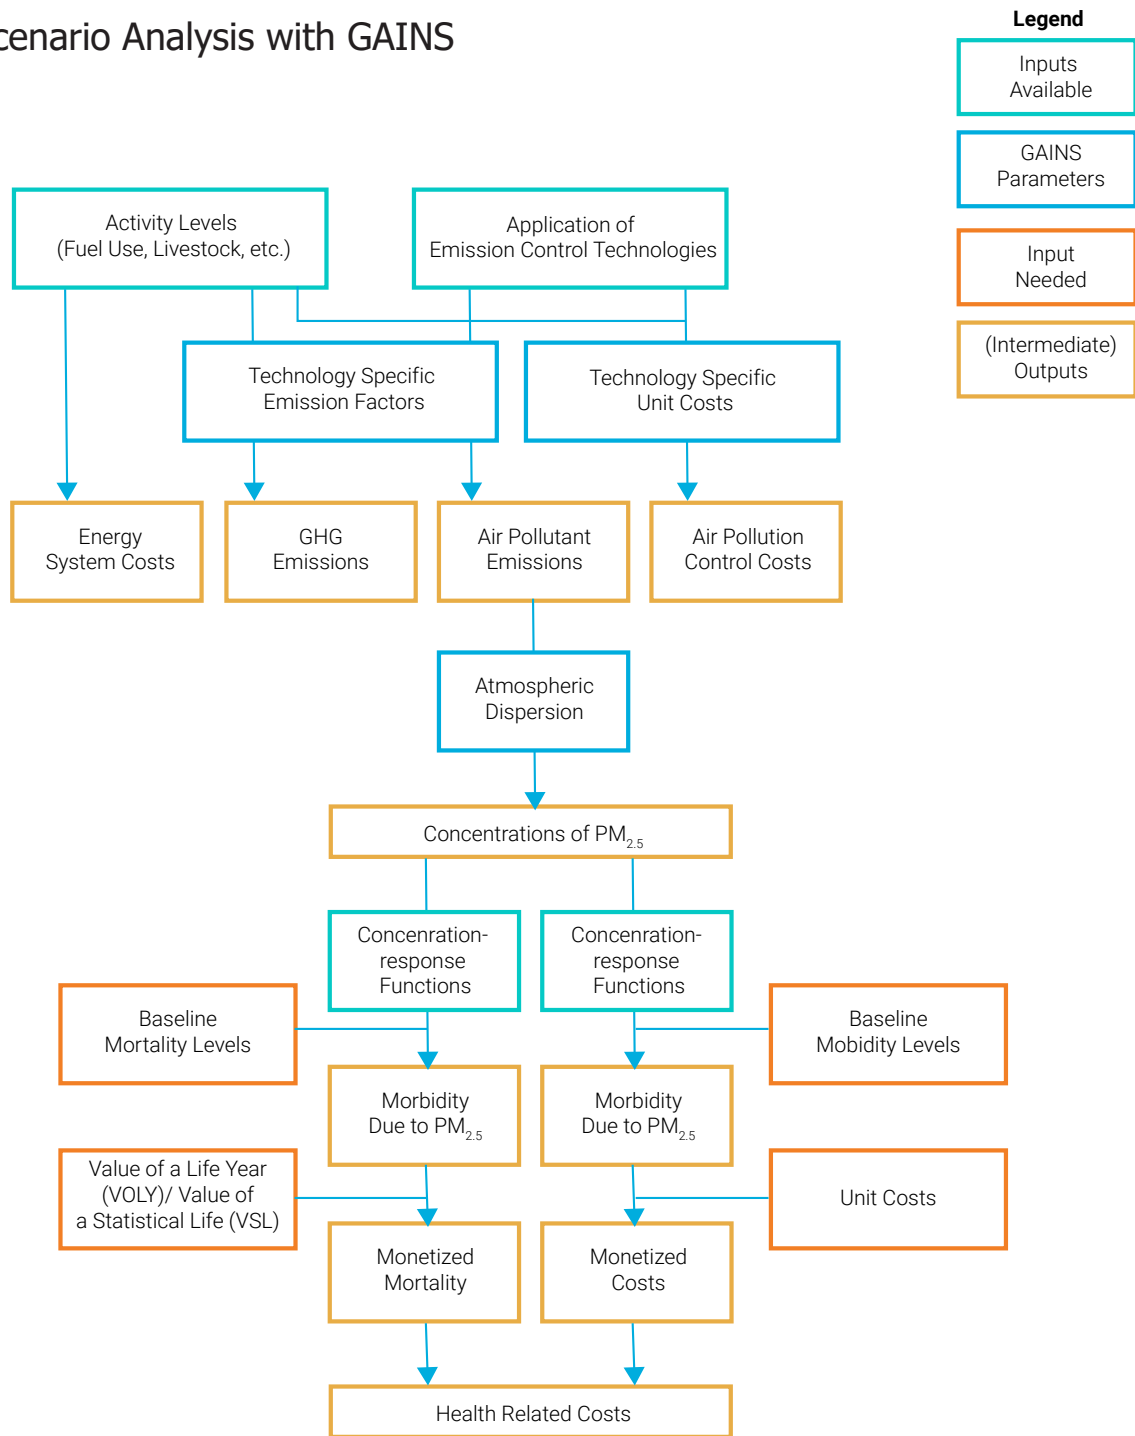 cenario Analysis with GAINS
Legend
Inputs
Available
GAINS
Parameters
Input
Needed
(Intermediate)
Outputs
Activity Levels
(Fuel Use, Livestock, etc.)
Application of
Emission Control Technologies
Technology Specific
Emission Factors
Technology Specific
Unit Costs
Energy
System Costs
GHG
Emissions
Air Pollutant
Emissions
Air Pollution
Control Costs
Atmospheric
Dispersion
Concentrations of PM2.5
Concenration-
response
Functions
Concenration-
response
Functions
Baseline
Mortality Levels
Baseline
Mobidity Levels
Morbidity
Due to PM2.5
Morbidity
Due to PM2.5
Value of a Life Year
(VOLY)/ Value of
a Statistical Life (VSL)
Unit Costs
Monetized
Mortality
Monetized
Costs
Health Related Costs